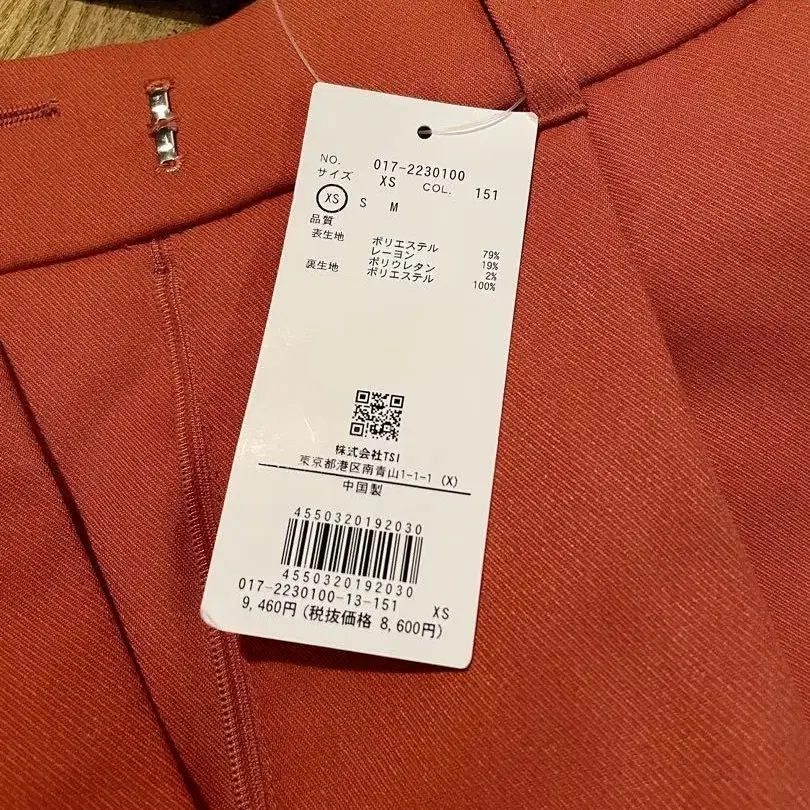 NO. 017-2230100
サイズ XS COL. 151
XS S M
品質
表生地 ポリエステル 79%
レーヨン 19%
ポリウレタン 2%
裏生地 ポリエステル 100%
株式会社TSI
東京都港区南青山1-1-1 (X)
中国製
4550320192030
4550320192030
017-2230100-13-151 XS
9,460円 (税抜価格 8,600円)